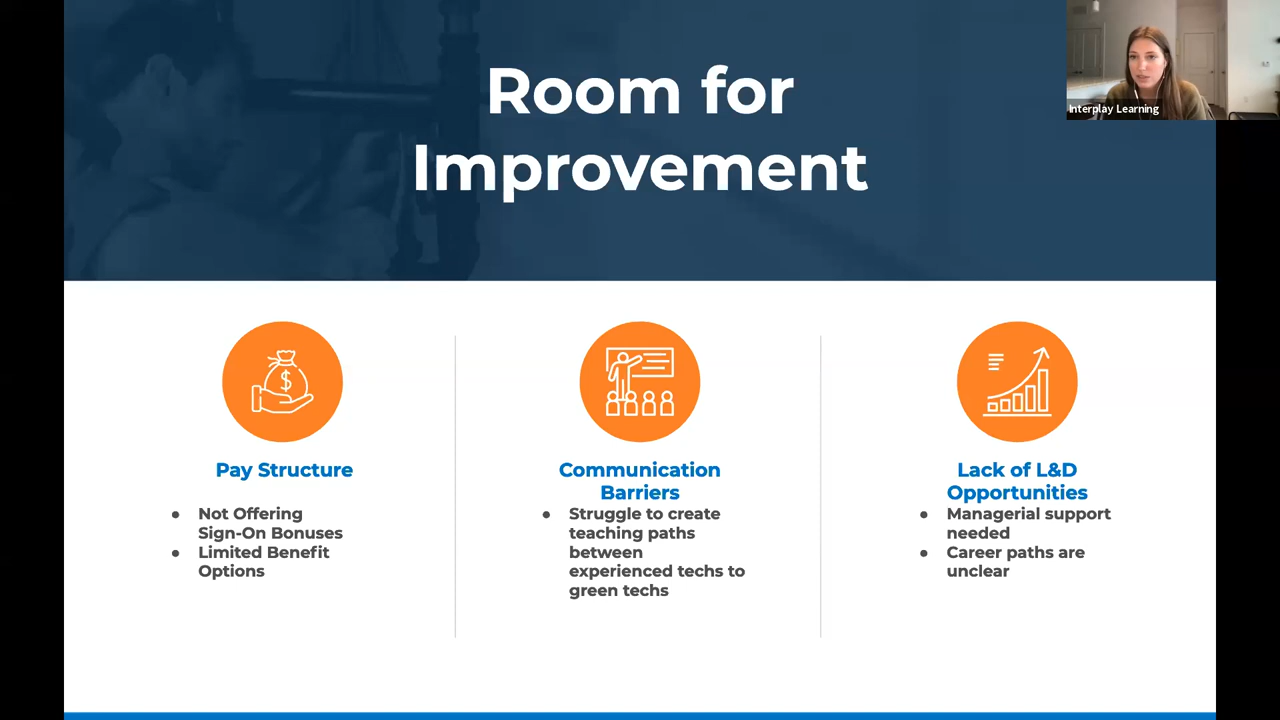 Room for
Improvement
Interplay Learning
Pay Structure
● Not Offering
Sign-On Bonuses
● Limited Benefit
Options
Communication
Barriers
● Struggle to create
teaching paths
between
experienced techs to
green techs
Lack of L&D
Opportunities
● Managerial support
needed
● Career paths are
unclear
$